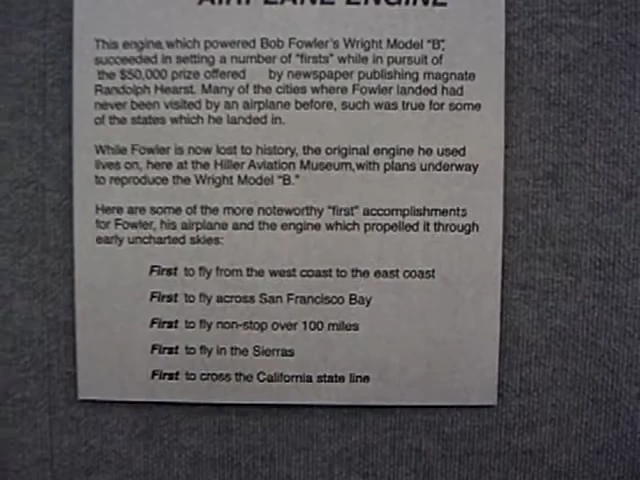 AIRPLANE ENGINE
This engine, which powered Bob Fowler's Wright Model "B",
succeeded in setting a number of "firsts" while in pursuit of
the $50,000 prize offered by newspaper publishing magnate
Randolph Hearst. Many of the cities where Fowler landed had
never been visited by an airplane before, such was true for some
of the states which he landed in.
While Fowler is now lost to history, the original engine he used
lives on, here at the Hiller Aviation Museum, with plans underway
to reproduce the Wright Model "B."
Here are some of the more noteworthy "first" accomplishments
for Fowler, his airplane and the engine which propelled it through
early uncharted skies:
First to fly from the west coast to the east coast
First to fly across San Francisco Bay
First to fly non-stop over 100 miles
First to fly in the Sierras
First to cross the California state line